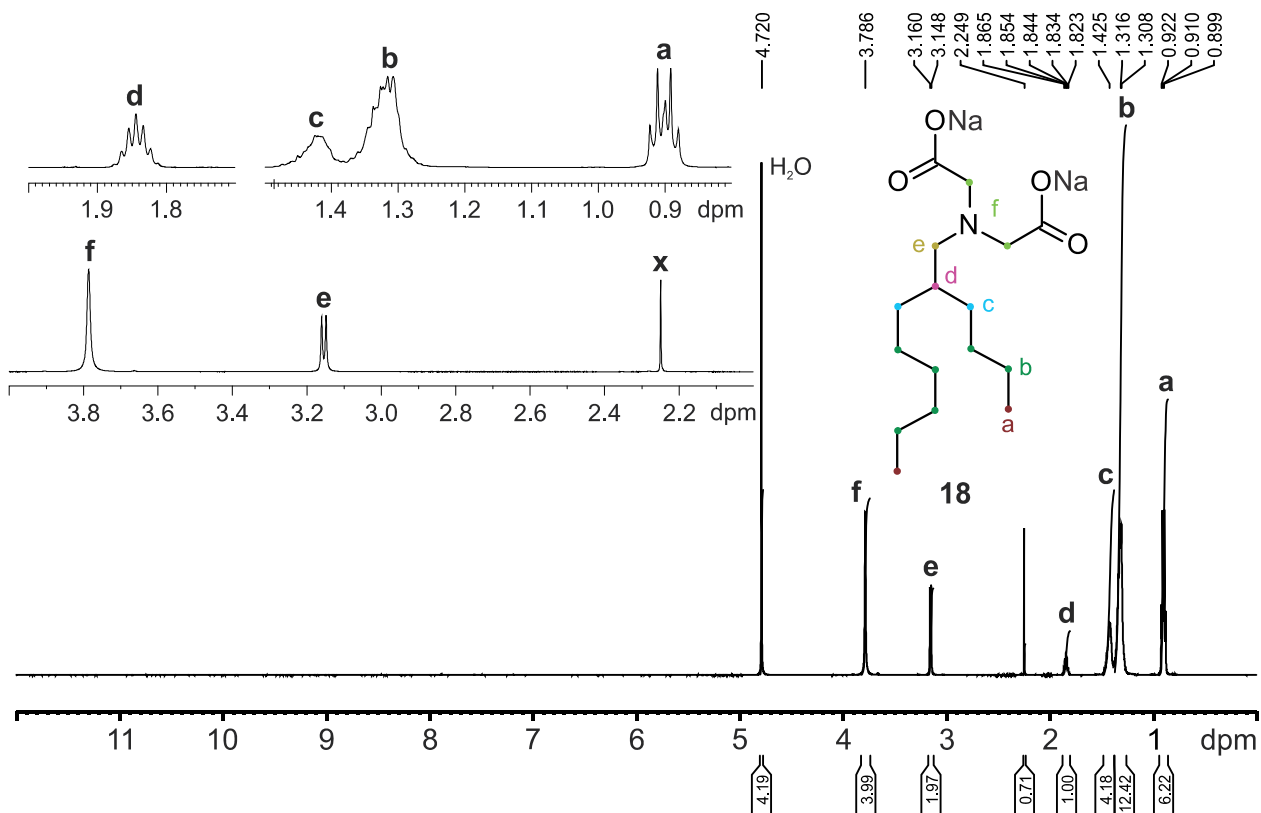 4.720
3.786
3.160
3.148
2.249
1.865
1.854
1.844
1.834
1.823
1.425
1.316
1.308
0.922
0.910
0.899
d
c
b
a
1.9 1.8
1.4 1.3 1.2 1.1 1.0 0.9 dpm
f
e
x
3.8 3.6 3.4 3.2 3.0 2.8 2.6 2.4 2.2 dpm
H₂O
ONa
O
ONa
O
N
f
e
d
c
b
a
18
f
e
d
c
b
a
11 10 9 8 7 6 5 4 3 2 1 dpm
4.19
3.99
1.97
0.71
1.00
4.18
12.42
6.22